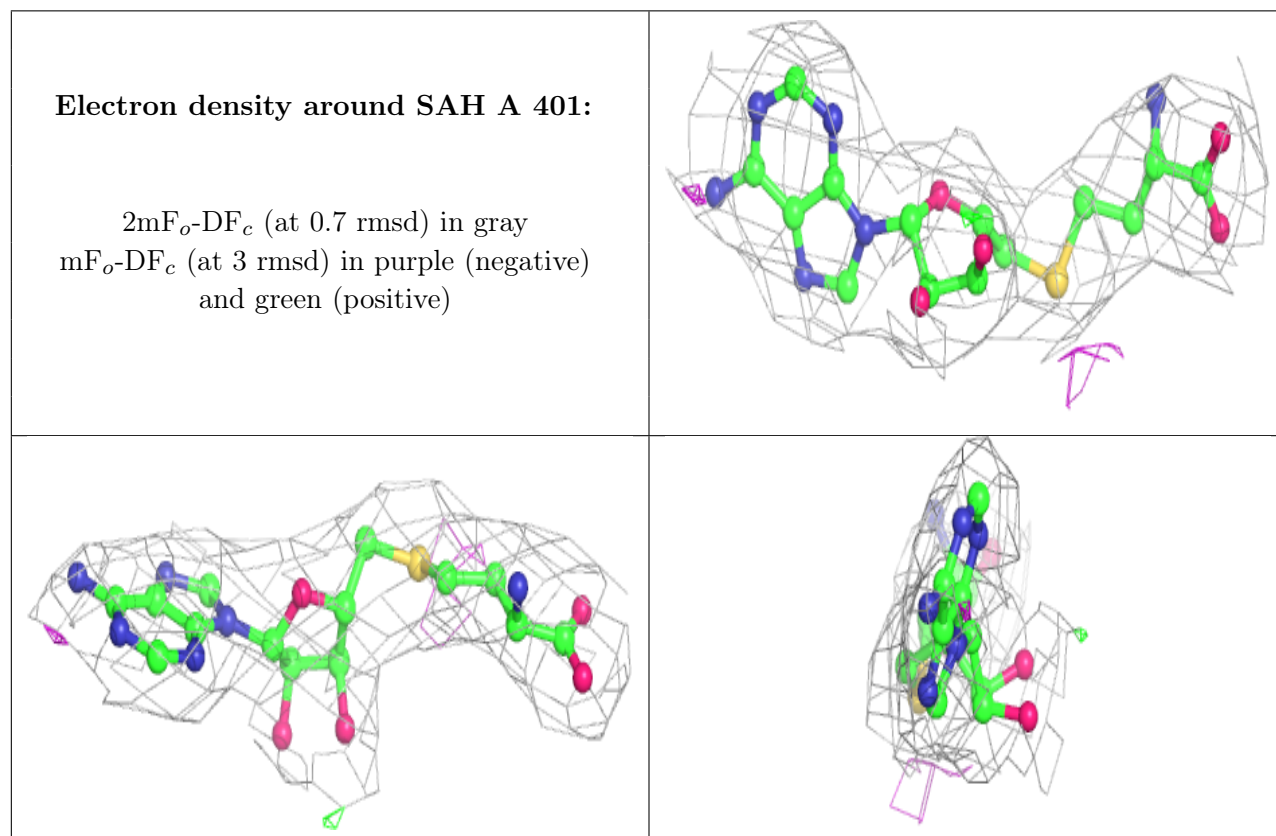 Electron density around SAH A 401:
2mFo-DFc (at 0.7 rmsd) in gray
mFo-DFc (at 3 rmsd) in purple (negative)
and green (positive)